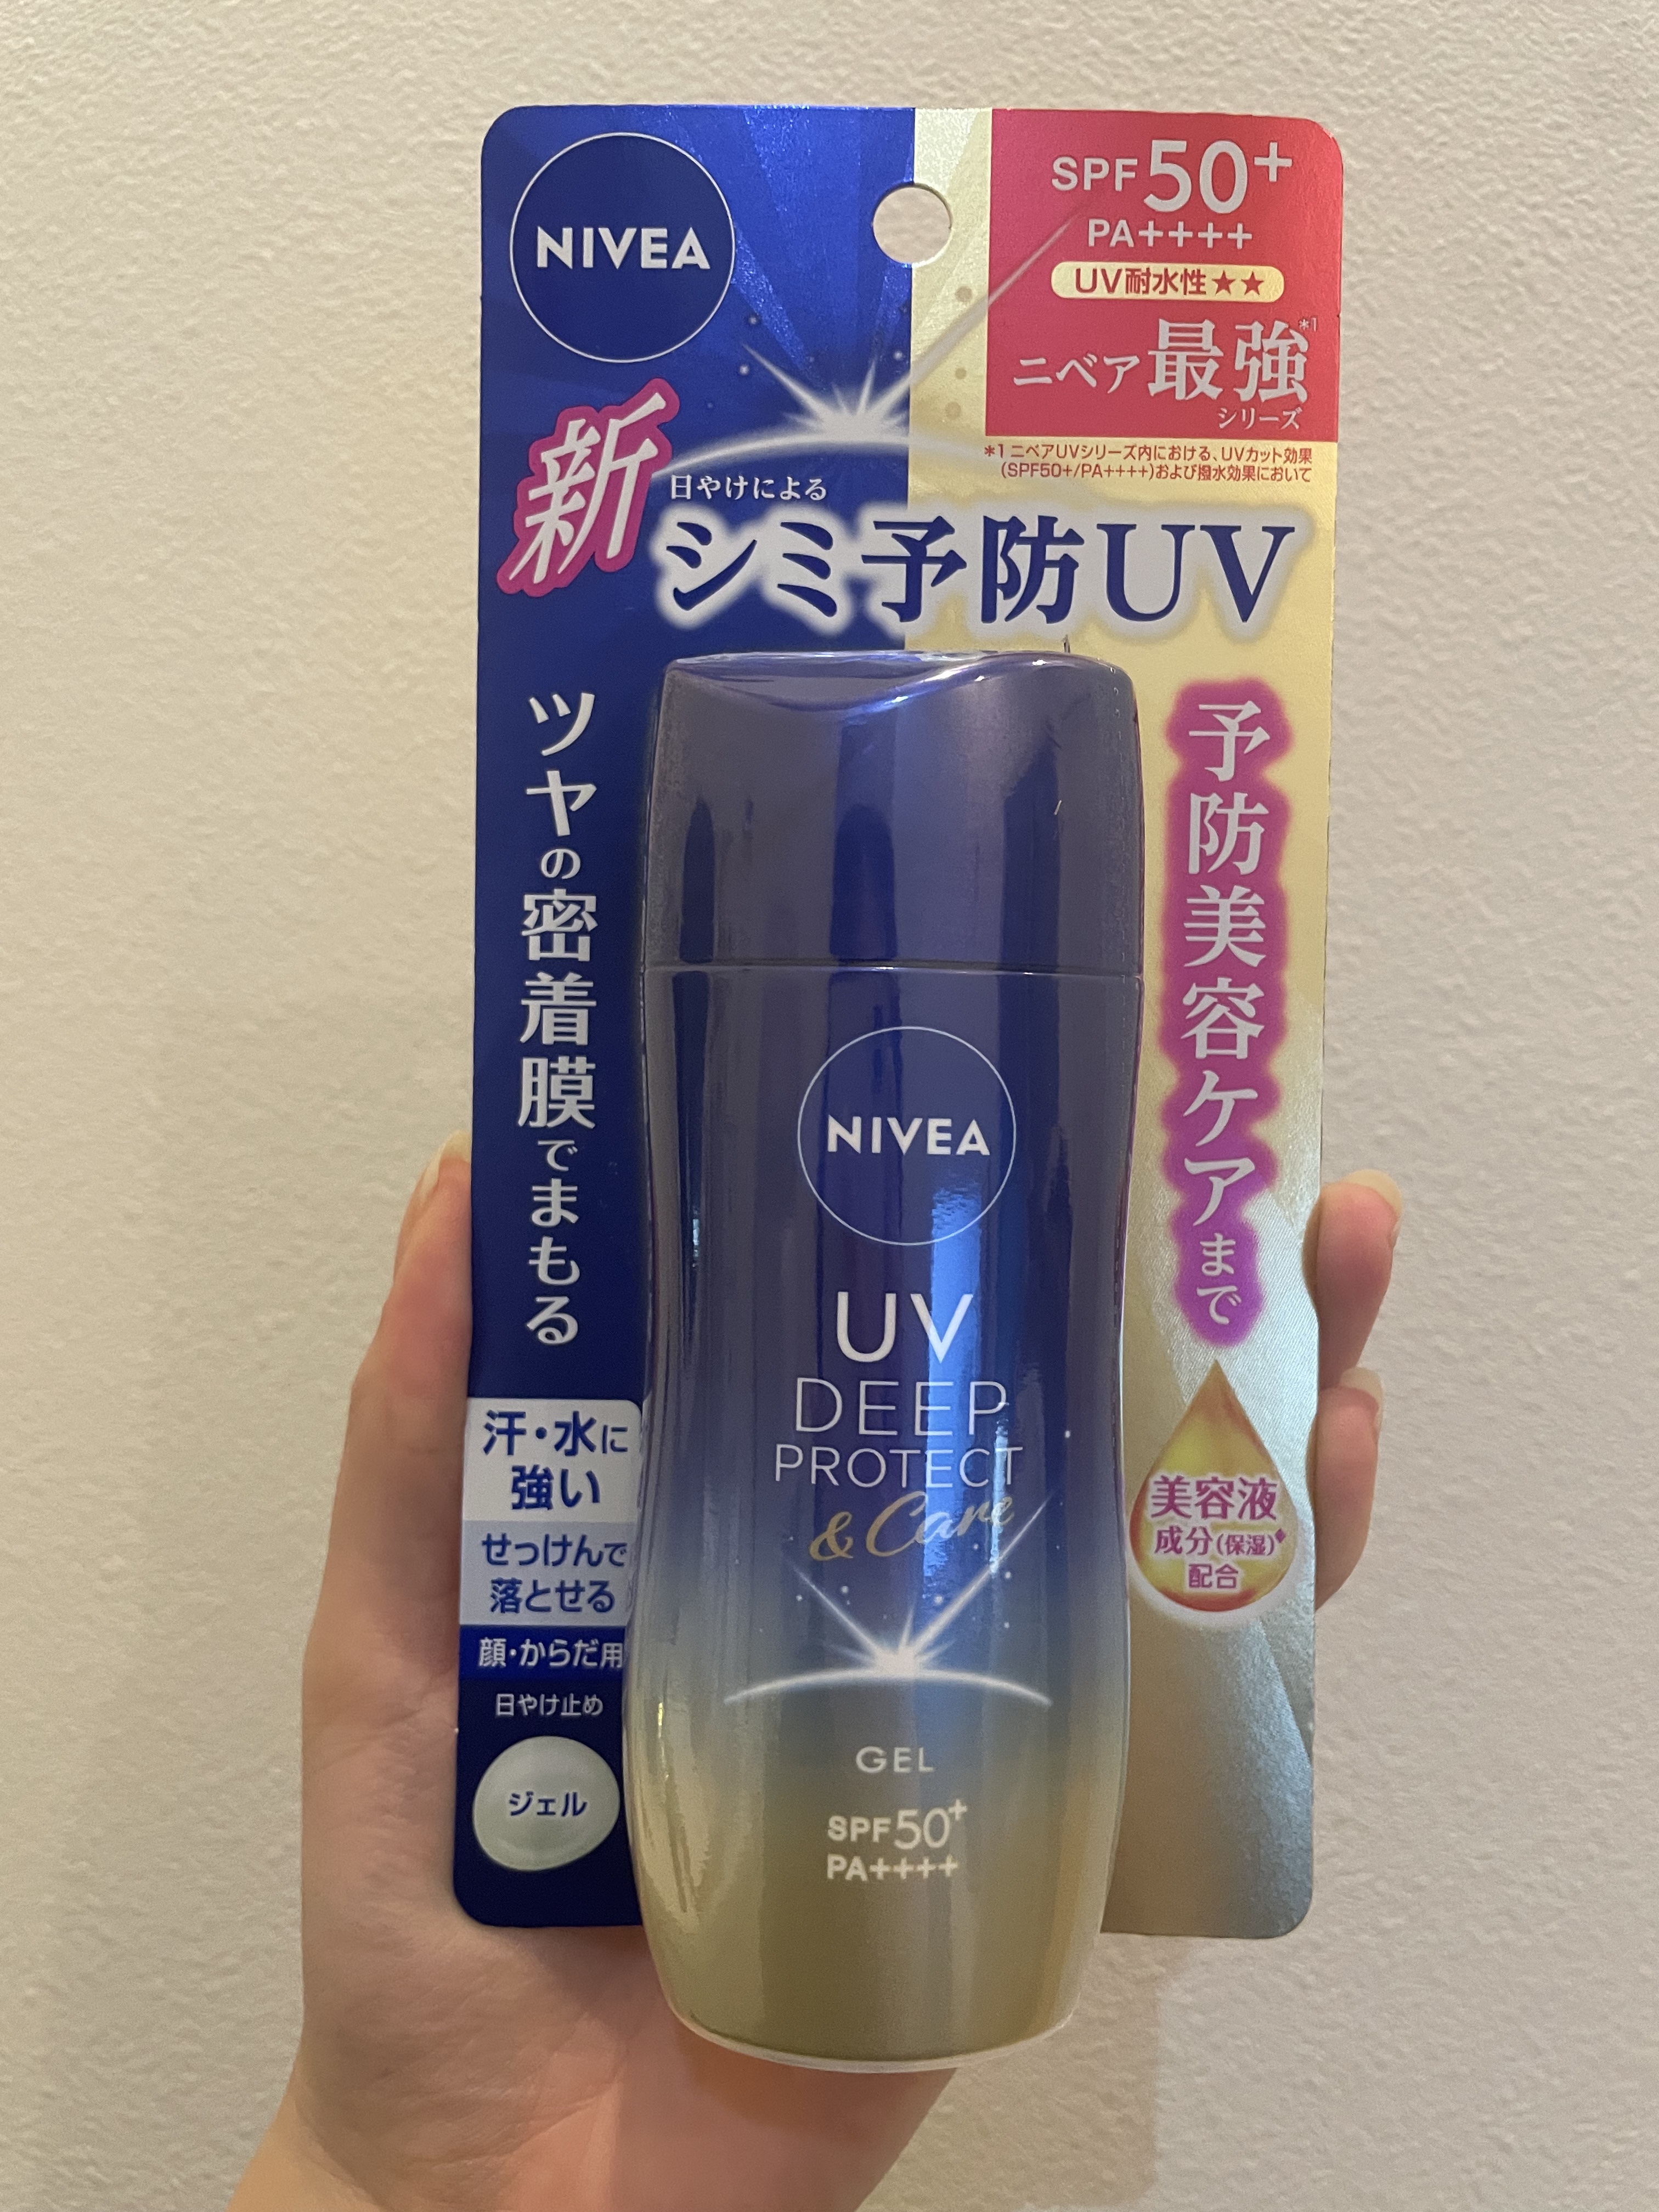 NIVEA
SPF50+
PA++++
UV耐水性★★
ニベア最強*1
シリーズ
*1 ニベアUVシリーズ内における、UVカット効果
(SPF50+/PA++++)および撥水効果において
新
日やけによる
シミ予防UV
ツヤの密着膜でまもる
予防美容ケアまで
汗・水に
強い
せっけんで
落とせる
顔・からだ用
日やけ止め
ジェル
美容液
成分(保湿)◆
配合
NIVEA
UV
DEEP
PROTECT
& Care
GEL
SPF50+
PA++++